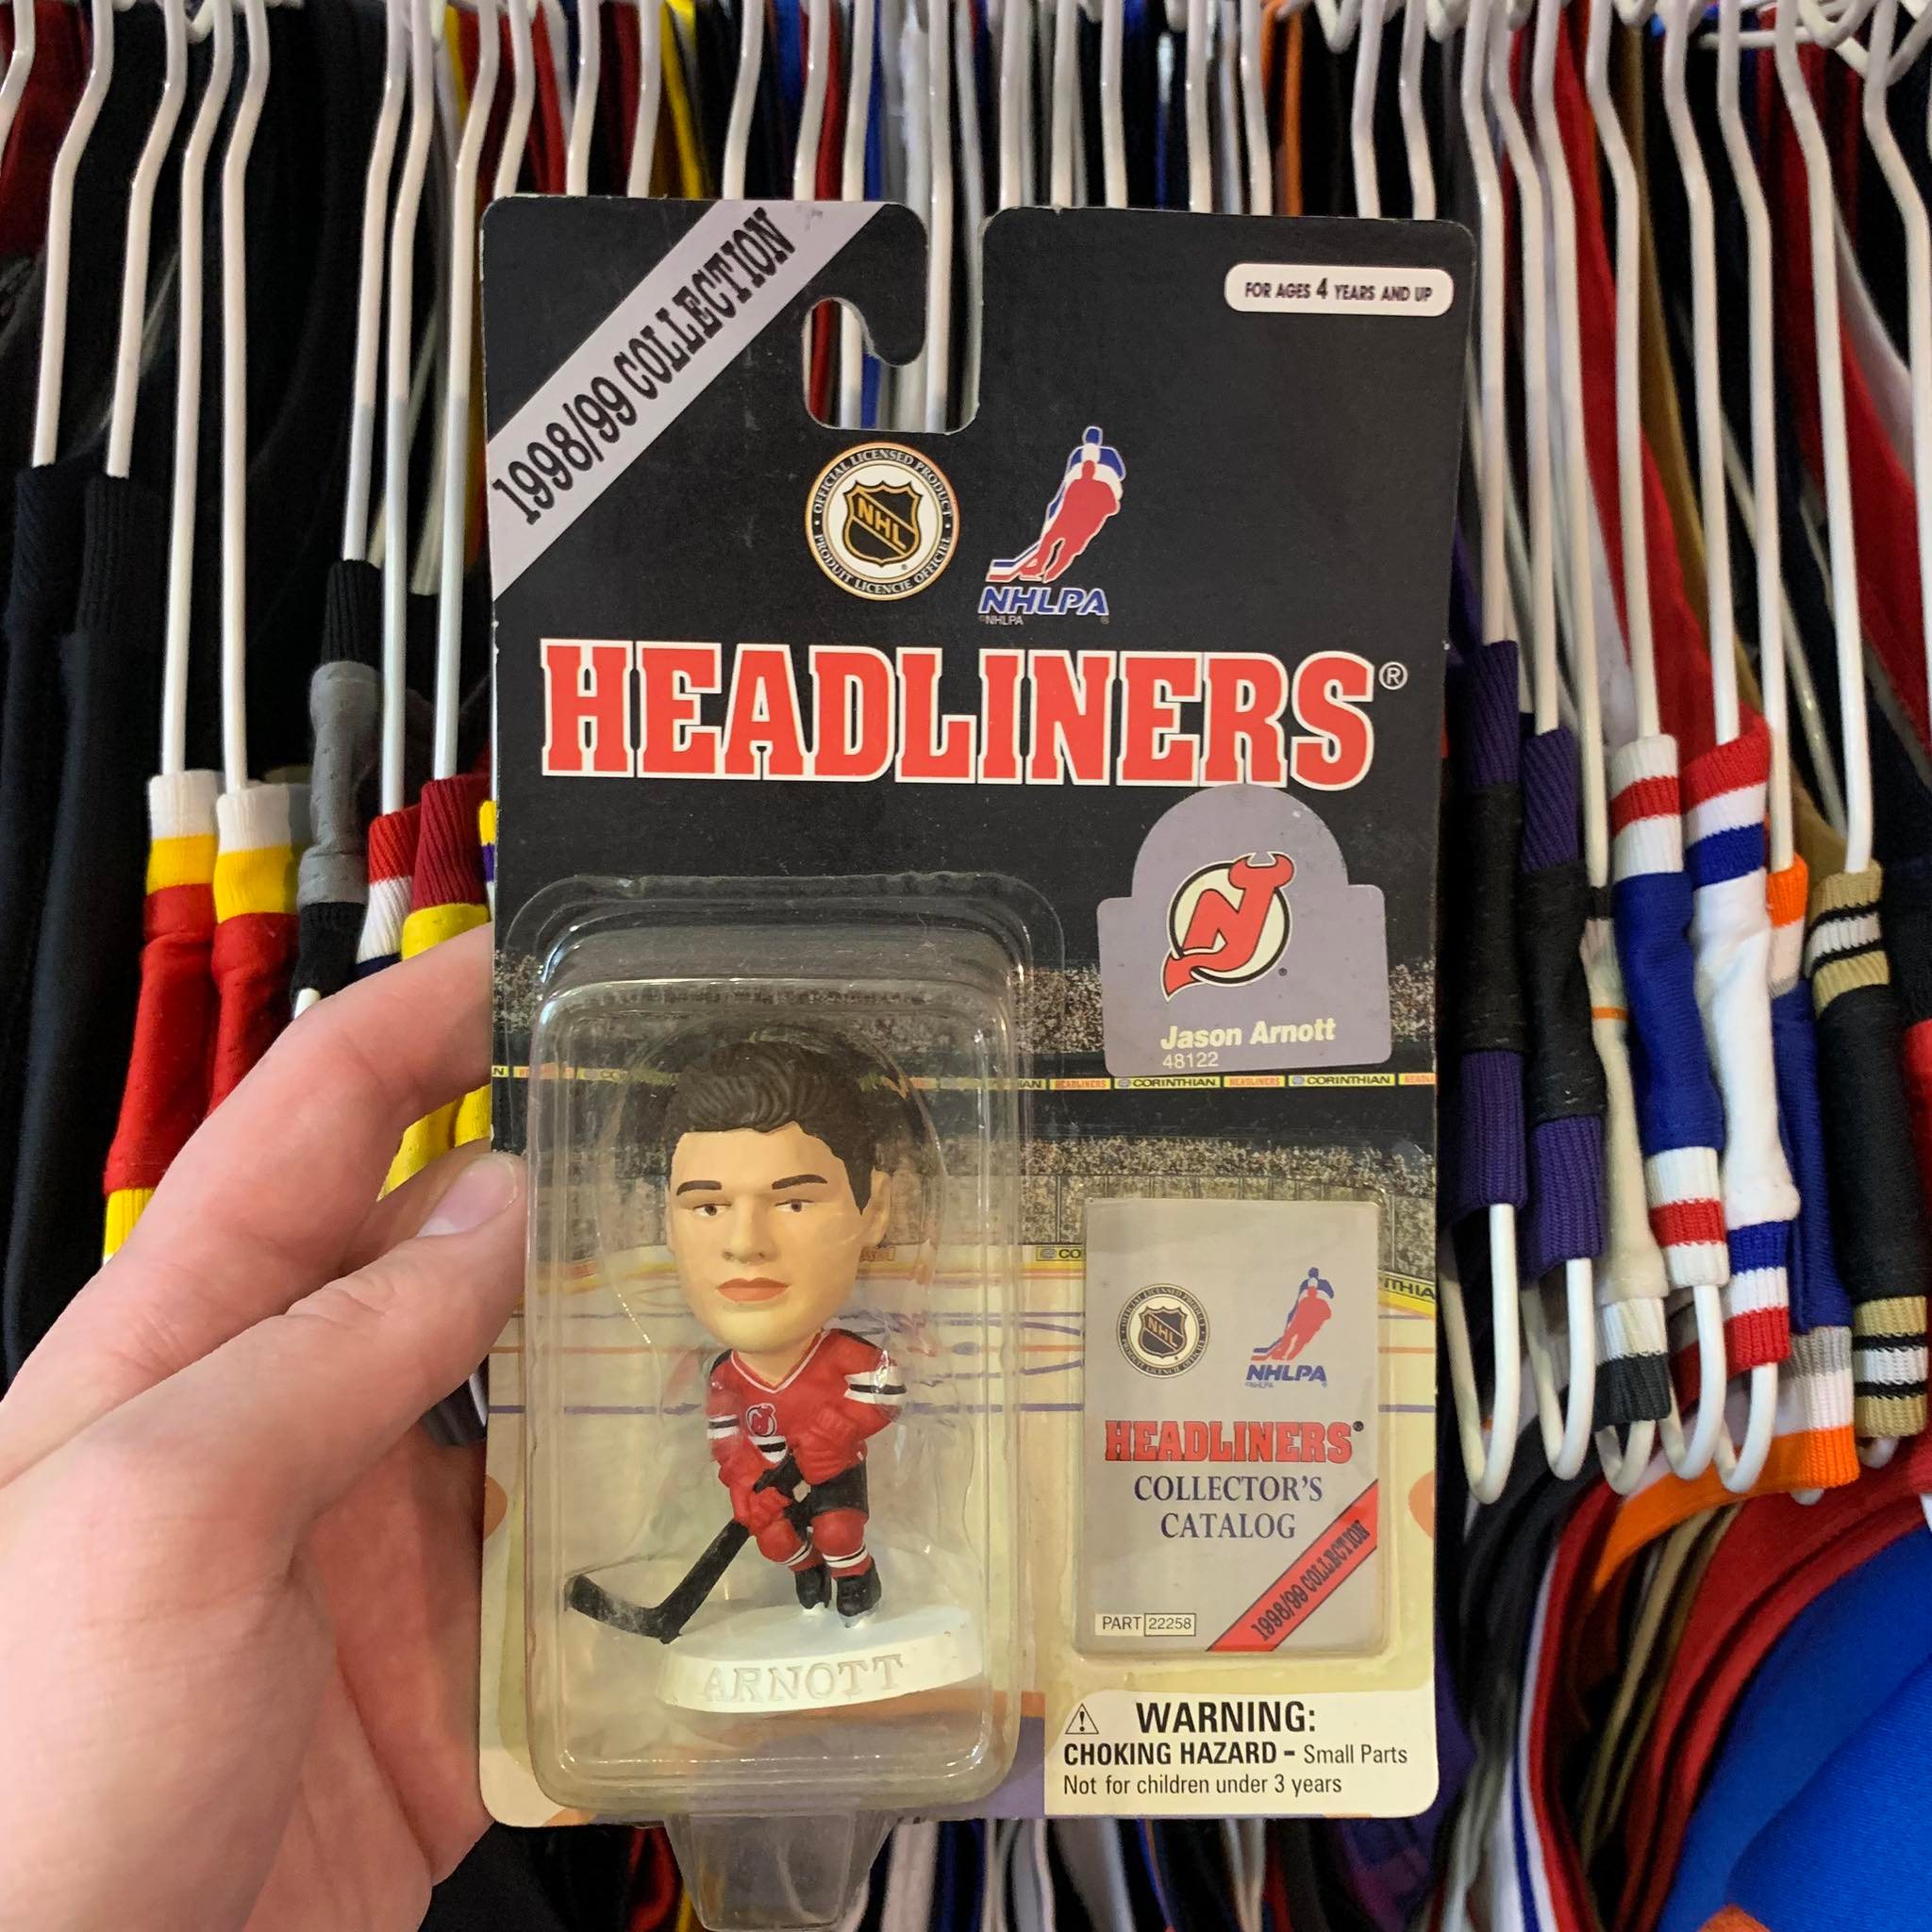 1998/99 COLLECTION
FOR AGES 4 YEARS AND UP
OFFICIAL LICENSED PRODUCT
NHL
PRODUIT LICENCIE OFFICIEL
NHLPA
©NHLPA
HEADLINERS®
Jason Arnott
48122
HEADLINERS CORINTHIAN HEADLINERS CORINTHIAN
NHL
NHLPA
HEADLINERS
COLLECTOR'S
CATALOG
1998/99 COLLECTION
PART 22258
ARNOTT
WARNING:
CHOKING HAZARD - Small Parts
Not for children under 3 years